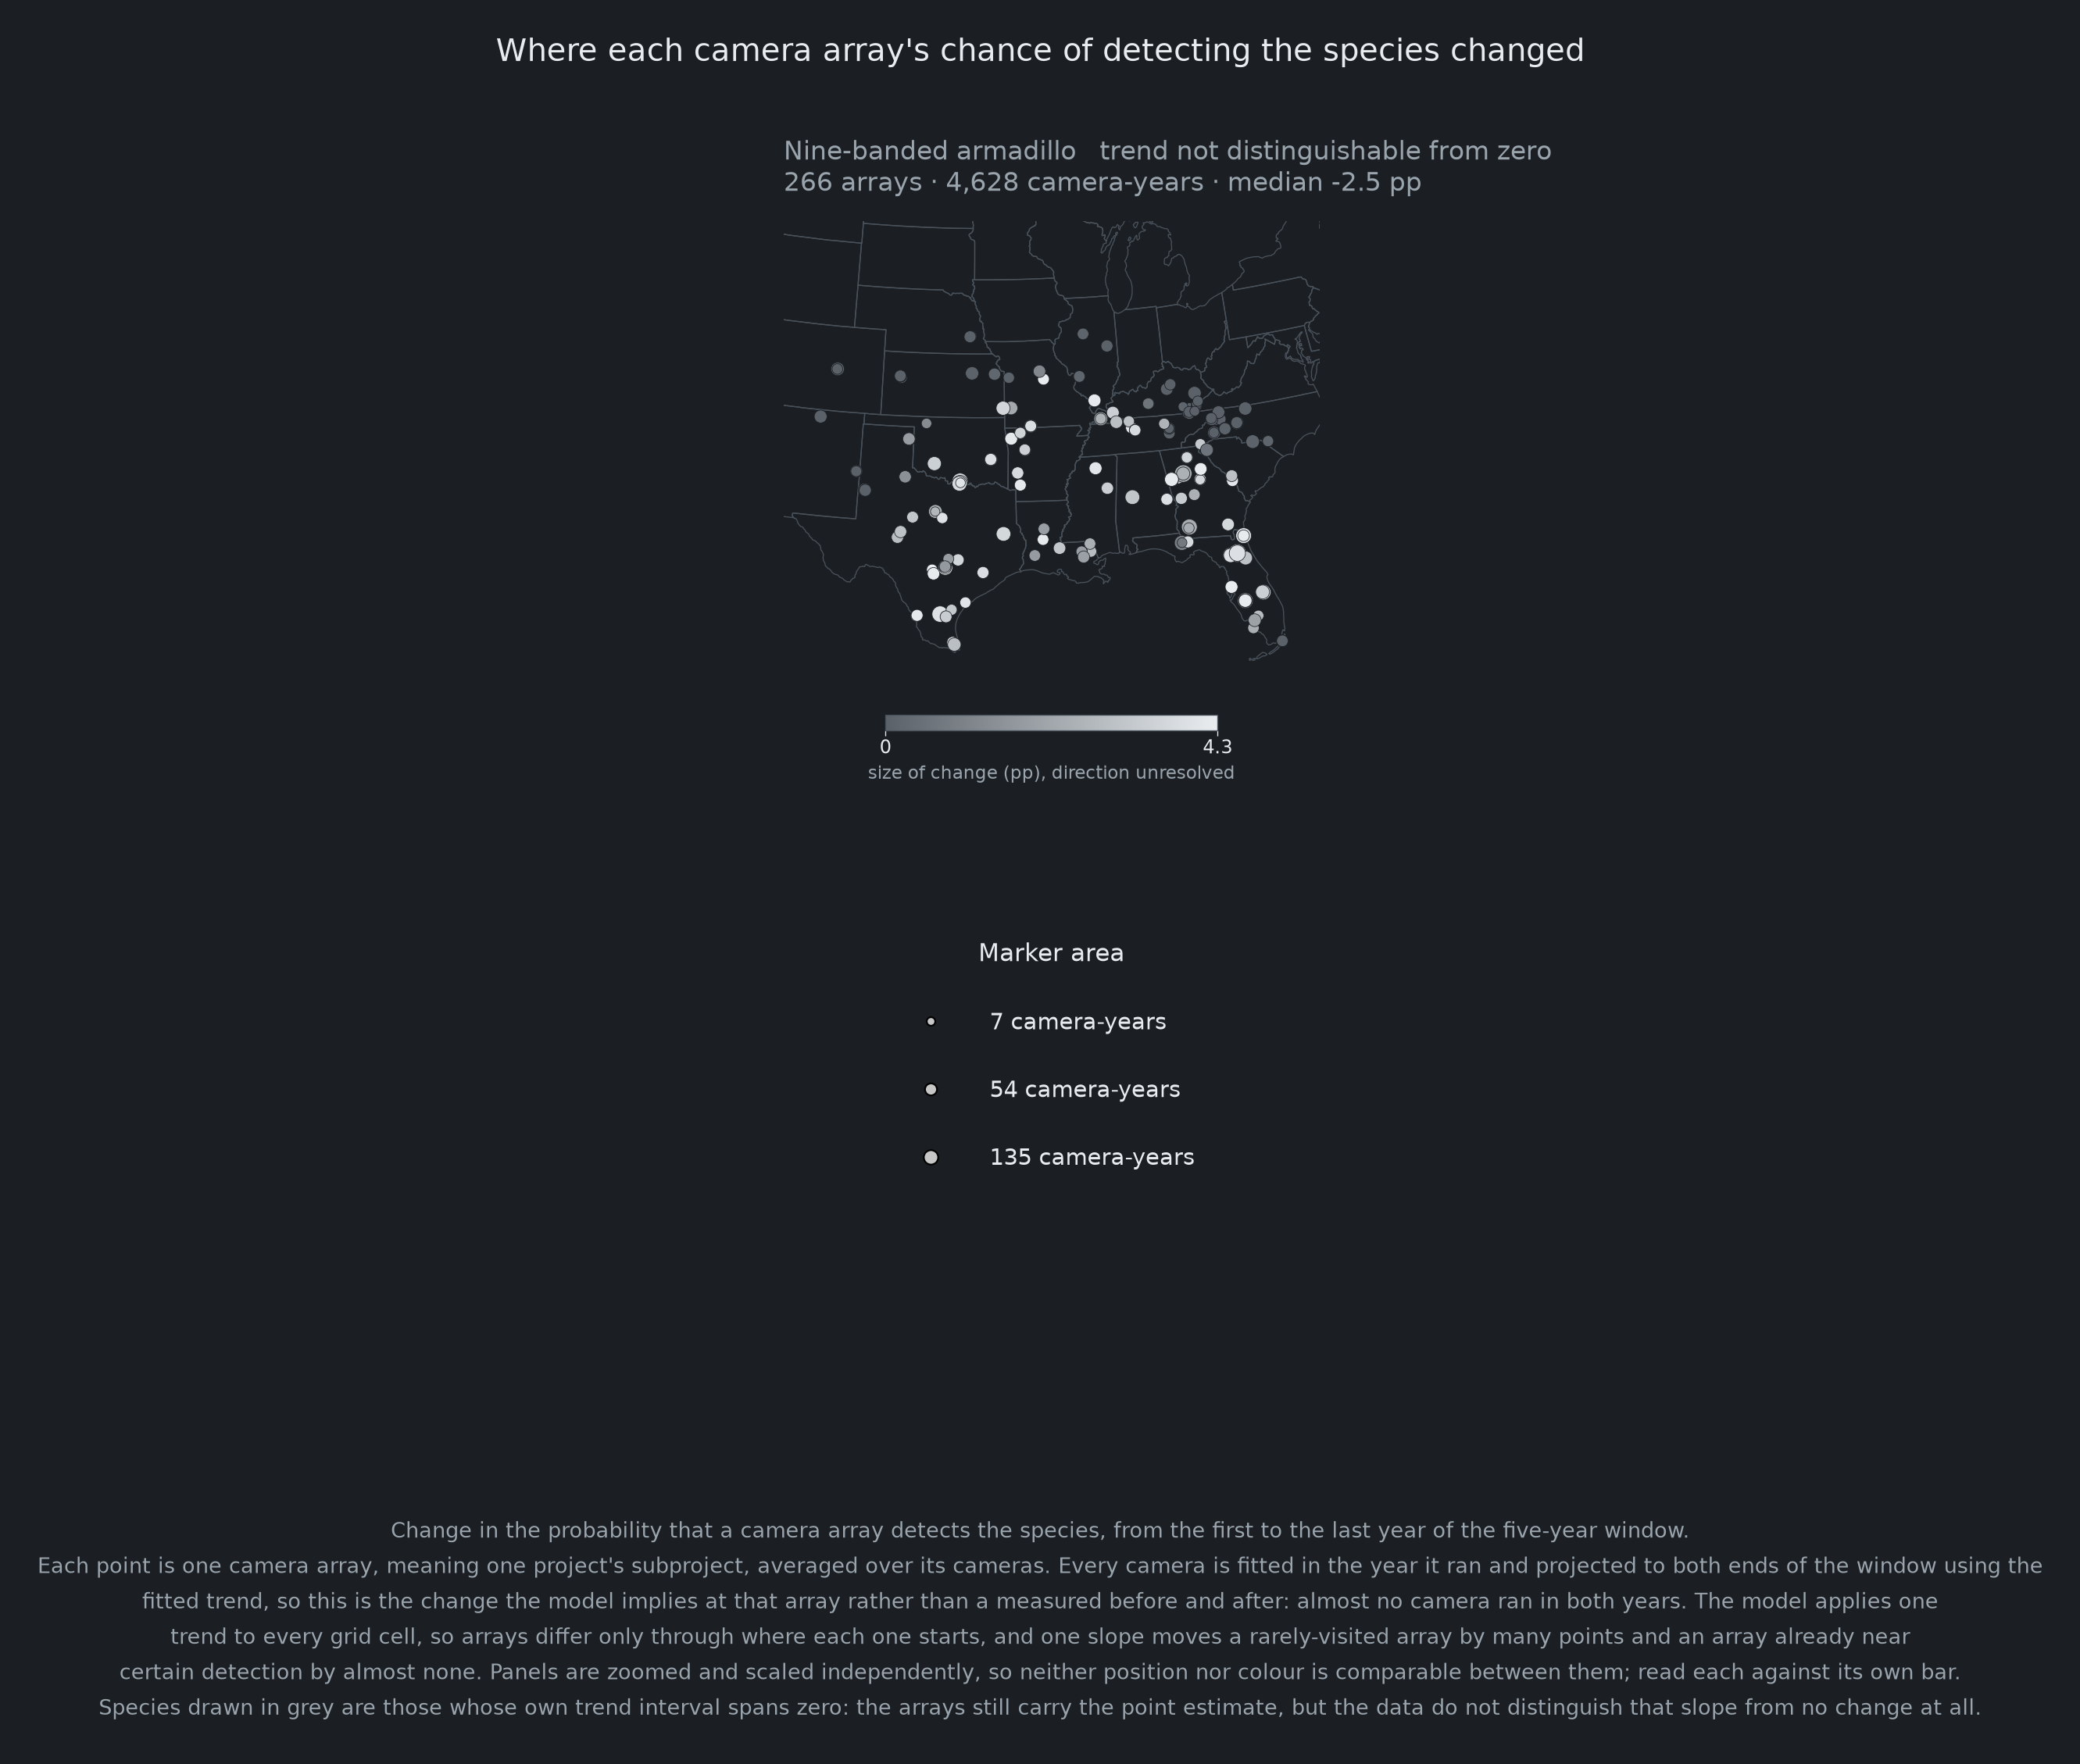 Where each camera array's chance of detecting the species changed
Nine-banded armadillo   trend not distinguishable from zero
266 arrays · 4,628 camera-years · median -2.5 pp
0 4.3
size of change (pp), direction unresolved
Marker area
7 camera-years
54 camera-years
135 camera-years
Change in the probability that a camera array detects the species, from the first to the last year of the five-year window.
Each point is one camera array, meaning one project's subproject, averaged over its cameras. Every camera is fitted in the year it ran and projected to both ends of the window using the
fitted trend, so this is the change the model implies at that array rather than a measured before and after: almost no camera ran in both years. The model applies one
trend to every grid cell, so arrays differ only through where each one starts, and one slope moves a rarely-visited array by many points and an array already near
certain detection by almost none. Panels are zoomed and scaled independently, so neither position nor colour is comparable between them; read each against its own bar.
Species drawn in grey are those whose own trend interval spans zero: the arrays still carry the point estimate, but the data do not distinguish that slope from no change at all.